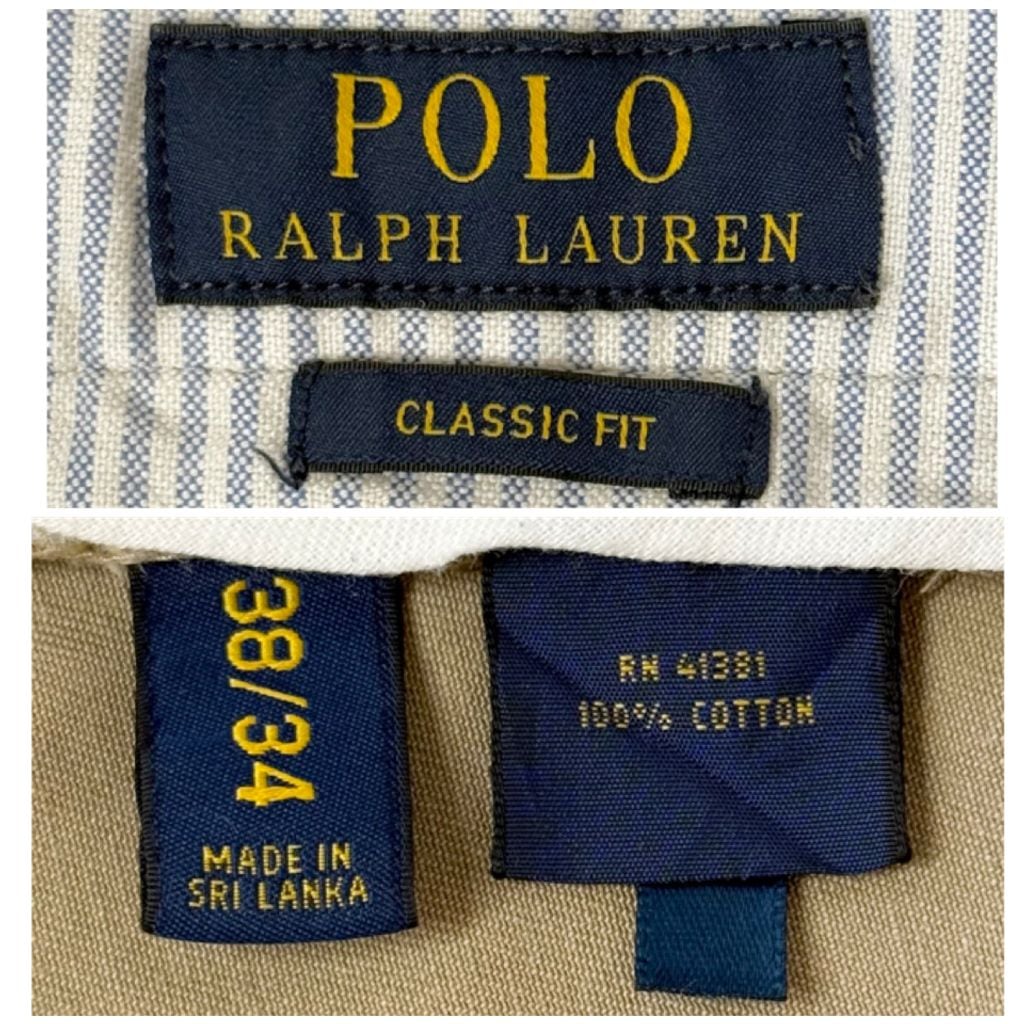 POLO
RALPH LAUREN
CLASSIC FIT
38/34
MADE IN
SRI LANKA
RN 41381
100% COTTON